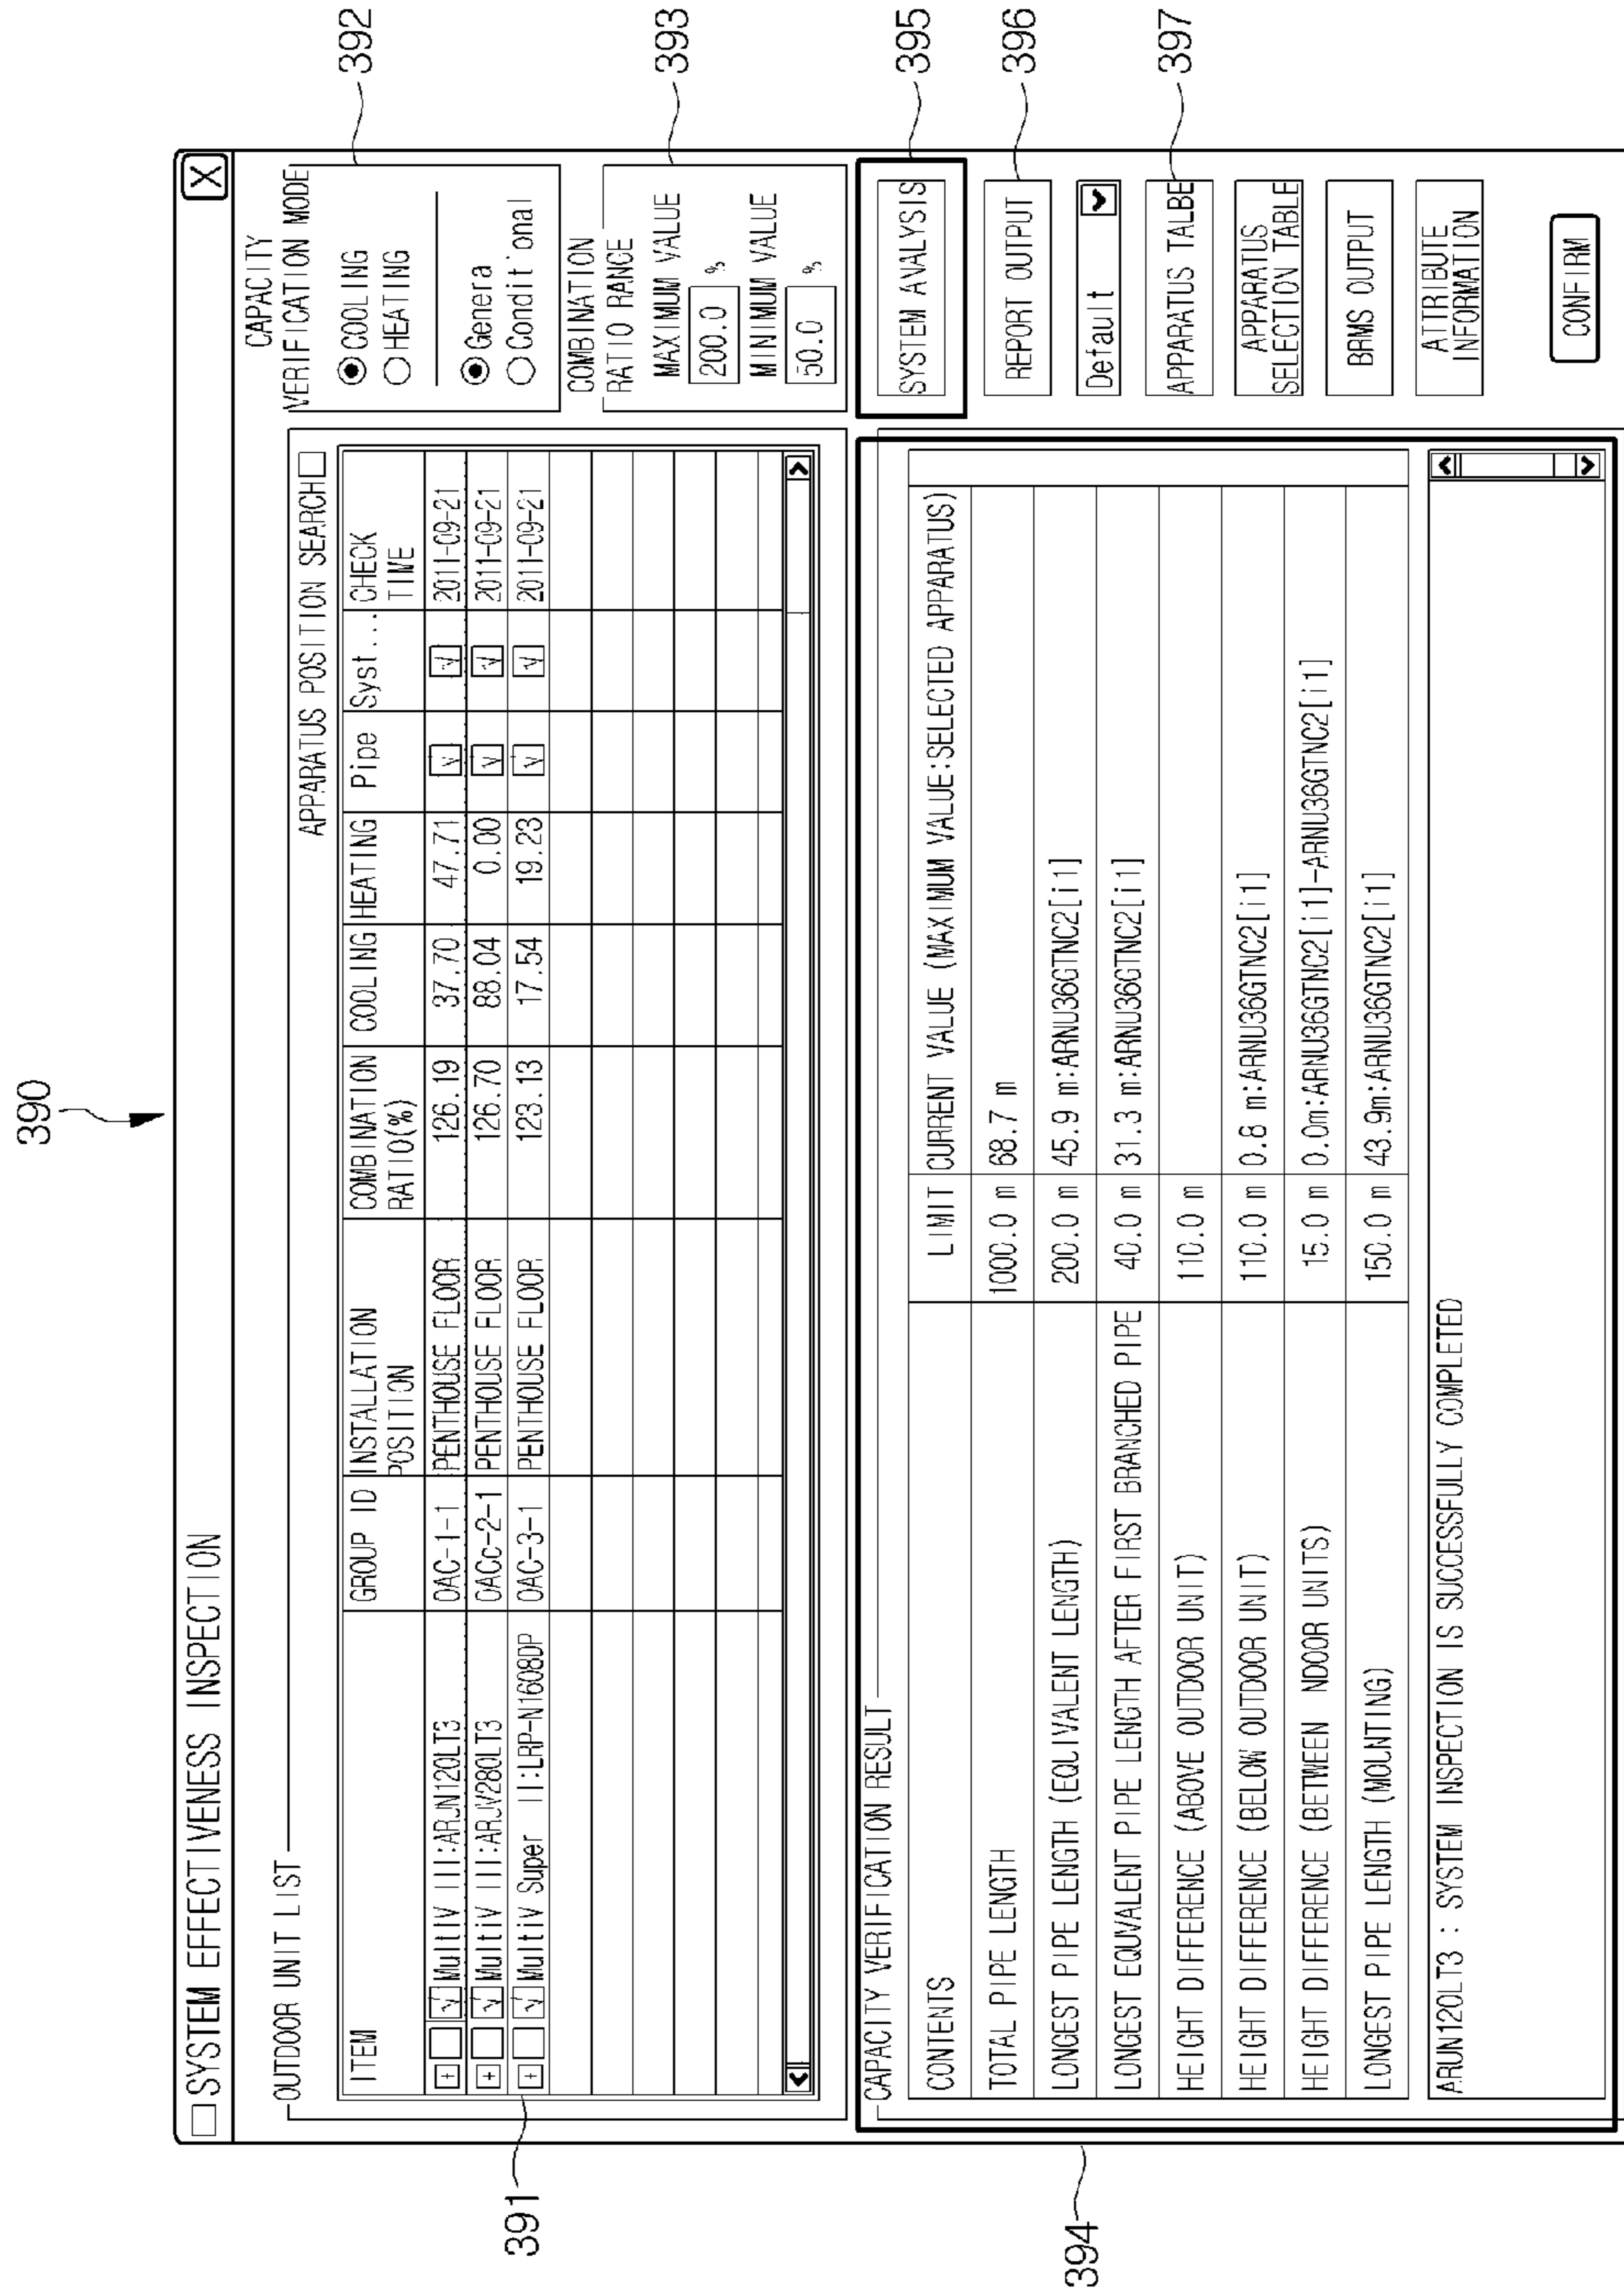 390
□ SYSTEM EFFECTIVENESS INSPECTION X
OUTDOOR UNIT LIST
APPARATUS POSITION SEARCH □
ITEM GROUP ID INSTALLATION POSITION COMBINATION RATIO(%) COOLING HEATING Pipe Syst... CHECK TIME
+ □ √ Multiv III:ARUN120LT3 OAC-1-1 PENTHOUSE FLOOR 126.19 37.70 47.71 √ √ 2011-09-21
+ □ √ Multiv III:ARUV280LT3 OACc-2-1 PENTHOUSE FLOOR 126.70 88.04 0.00 √ √ 2011-09-21
+ □ √ Multiv Super II:LRP-N1608DP OAC-3-1 PENTHOUSE FLOOR 123.13 17.54 19.23 √ √ 2011-09-21
391
CAPACITY
VERIFICATION MODE
COOLING
HEATING
Genera
Condit'onal
392
COMBINATION
RATIO RANGE
MAXIMUM VALUE
200.0 %
MINIMUM VALUE
50.0 %
393
CAPACITY VERIFICATION RESULT
CONTENTS LIMIT CURRENT VALUE (MAXIMUM VALUE:SELECTED APPARATUS)
TOTAL PIPE LENGTH 1000.0 m 68.7 m
LONGEST PIPE LENGTH (EQUIVALENT LENGTH) 200.0 m 45.9 m:ARNU36GTNC2[i1]
LONGEST EQUVALENT PIPE LENGTH AFTER FIRST BRANCHED PIPE 40.0 m 31.3 m:ARNU36GTNC2[i1]
HEIGHT DIFFERENCE (ABOVE OUTDOOR UNIT) 110.0 m
HEIGHT DIFFERENCE (BELOW OUTDOOR UNIT) 110.0 m 0.8 m:ARNU36GTNC2[i1]
HEIGHT DIFFERENCE (BETWEEN NDOOR UNITS) 15.0 m 0.0m:ARNU36GTNC2[i1]-ARNU36GTNC2[i1]
LONGEST PIPE LENGTH (MOUNTING) 150.0 m 43.9m:ARNU36GTNC2[i1]
ARUN120LT3 : SYSTEM INSPECTION IS SUCCESSFULLY COMPLETED
394
SYSTEM ANALYSIS
395
REPORT OUTPUT
396
Default
APPARATUS TALBE
397
APPARATUS
SELECTION TABLE
BRMS OUTPUT
ATTRIBUTE
INFORMATION
CONFIRM